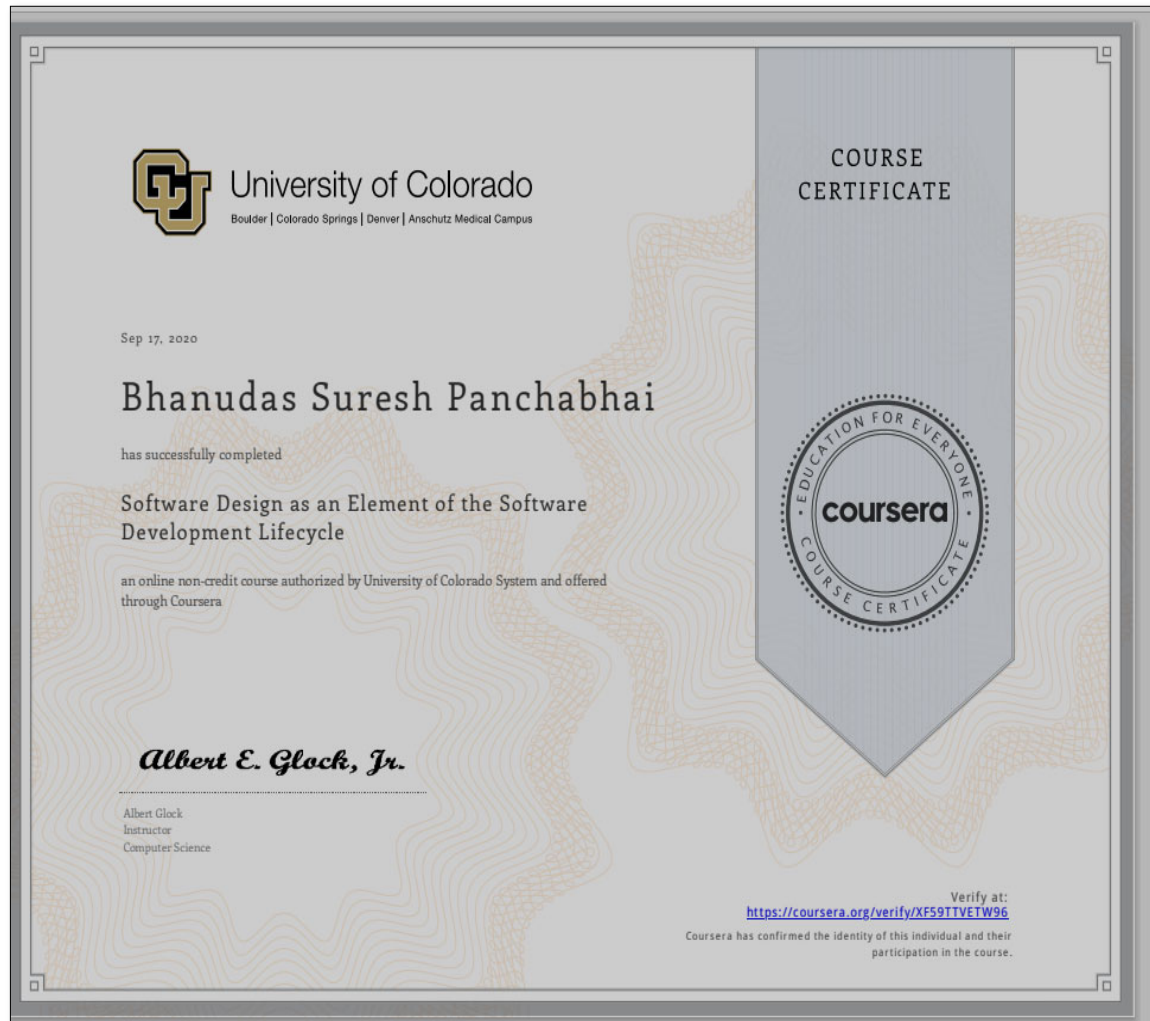 CU
University of Colorado
Boulder | Colorado Springs | Denver | Anschutz Medical Campus
COURSE
CERTIFICATE
Sep 17, 2020
Bhanudas Suresh Panchabhai
has successfully completed
Software Design as an Element of the Software
Development Lifecycle
an online non-credit course authorized by University of Colorado System and offered
through Coursera
EDUCATION FOR EVERYONE
coursera
COURSE CERTIFICATE
Albert E. Glock, Jr.
Albert Glock
Instructor
Computer Science
Verify at:
https://coursera.org/verify/XF59TTVETW96
Coursera has confirmed the identity of this individual and their
participation in the course.